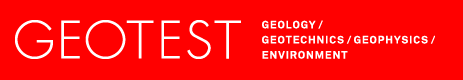 GEOTEST
GEOLOGY /
GEOTECHNICS / GEOPHYSICS /
ENVIRONMENT